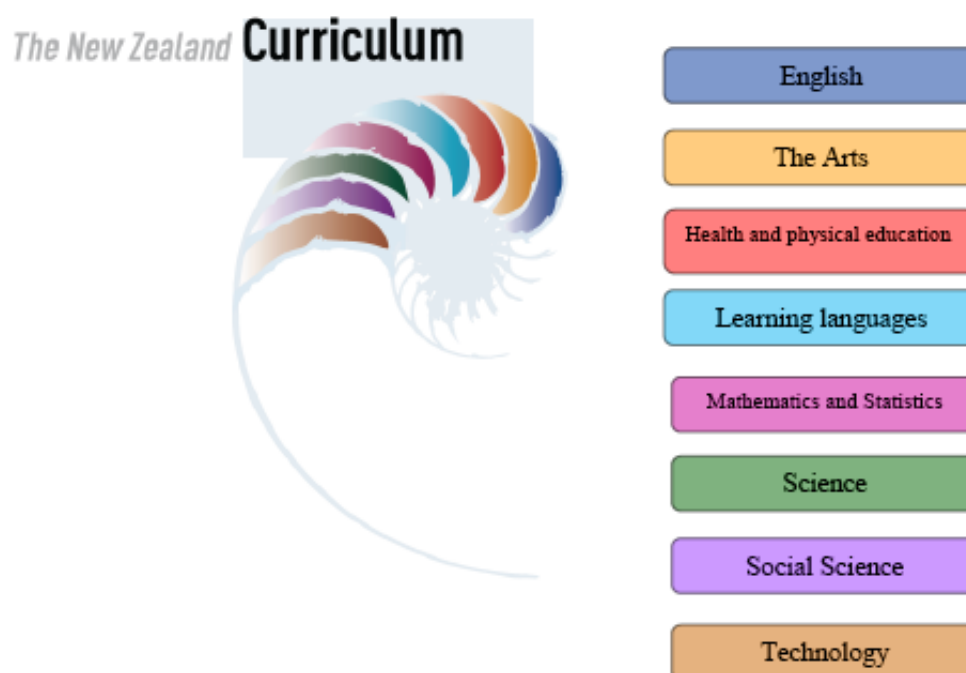 The New Zealand Curriculum
English
The Arts
Health and physical education
Learning languages
Mathematics and Statistics
Science
Social Science
Technology